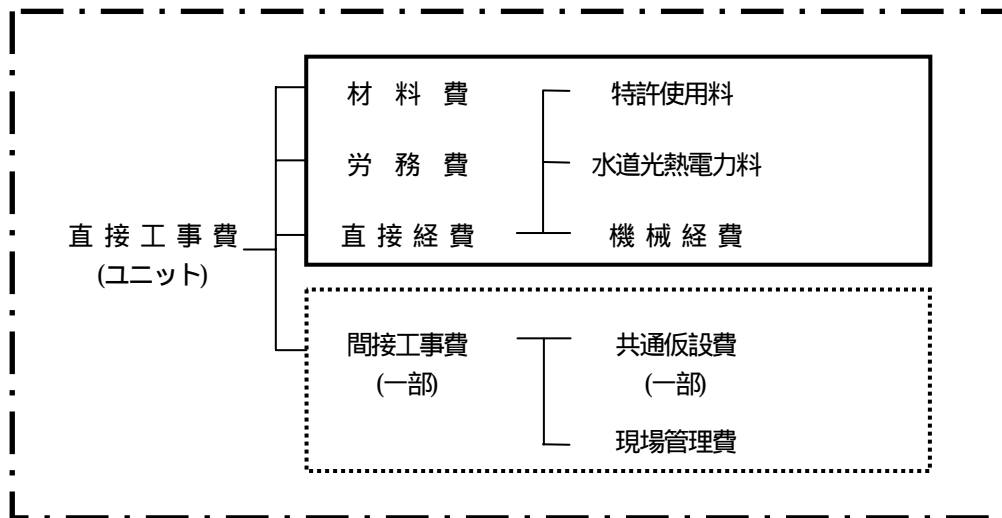 材料費
特許使用料
労務費
水道光熱電力料
直接工事費
(ユニット)
直接経費
機械経費
間接工事費
(一部)
共通仮設費
(一部)
現場管理費